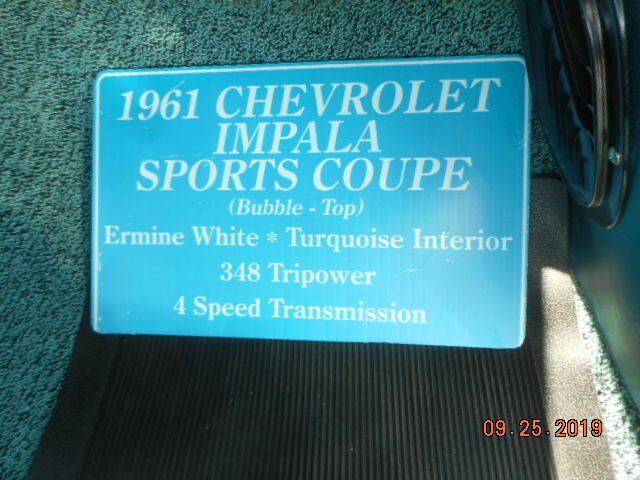 1961 CHEVROLET
IMPALA
SPORTS COUPE
(Bubble - Top)
Ermine White * Turquoise Interior
348 Tripower
4 Speed Transmission
09.25.2019